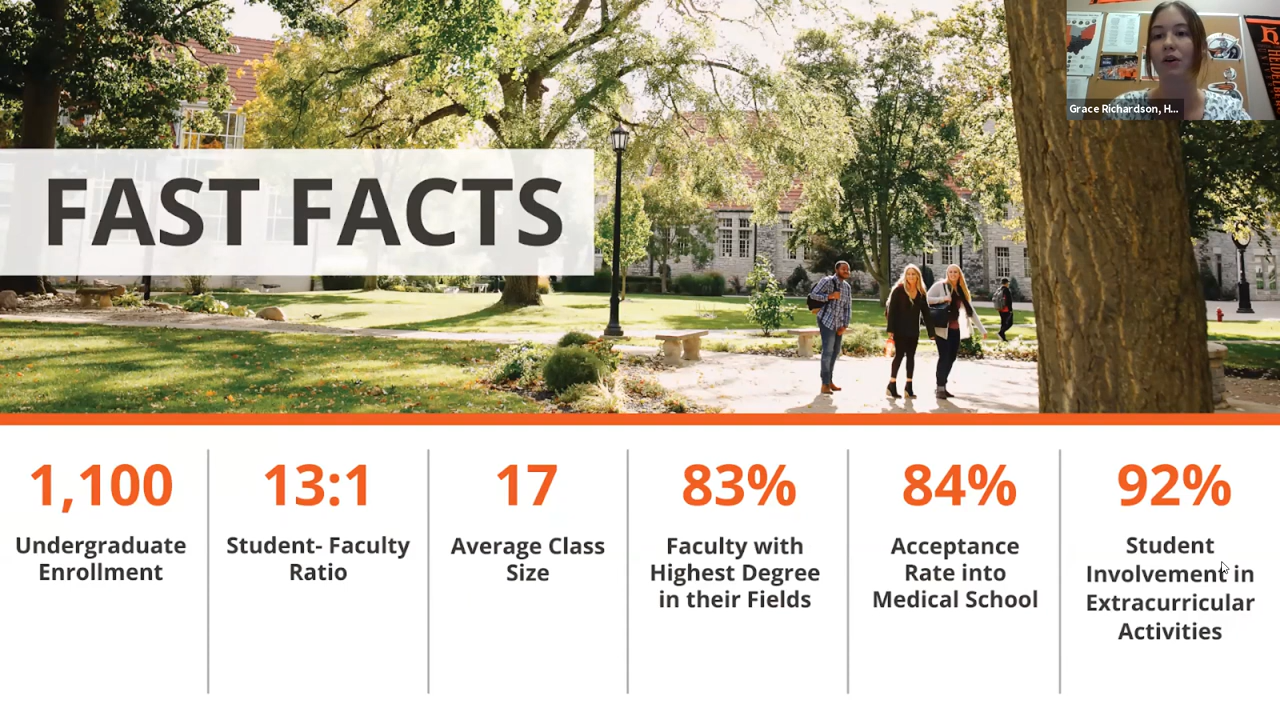 Grace Richardson, H...
FAST FACTS
1,100
Undergraduate
Enrollment
13:1
Student- Faculty
Ratio
17
Average Class
Size
83%
Faculty with
Highest Degree
in their Fields
84%
Acceptance
Rate into
Medical School
92%
Student
Involvement in
Extracurricular
Activities